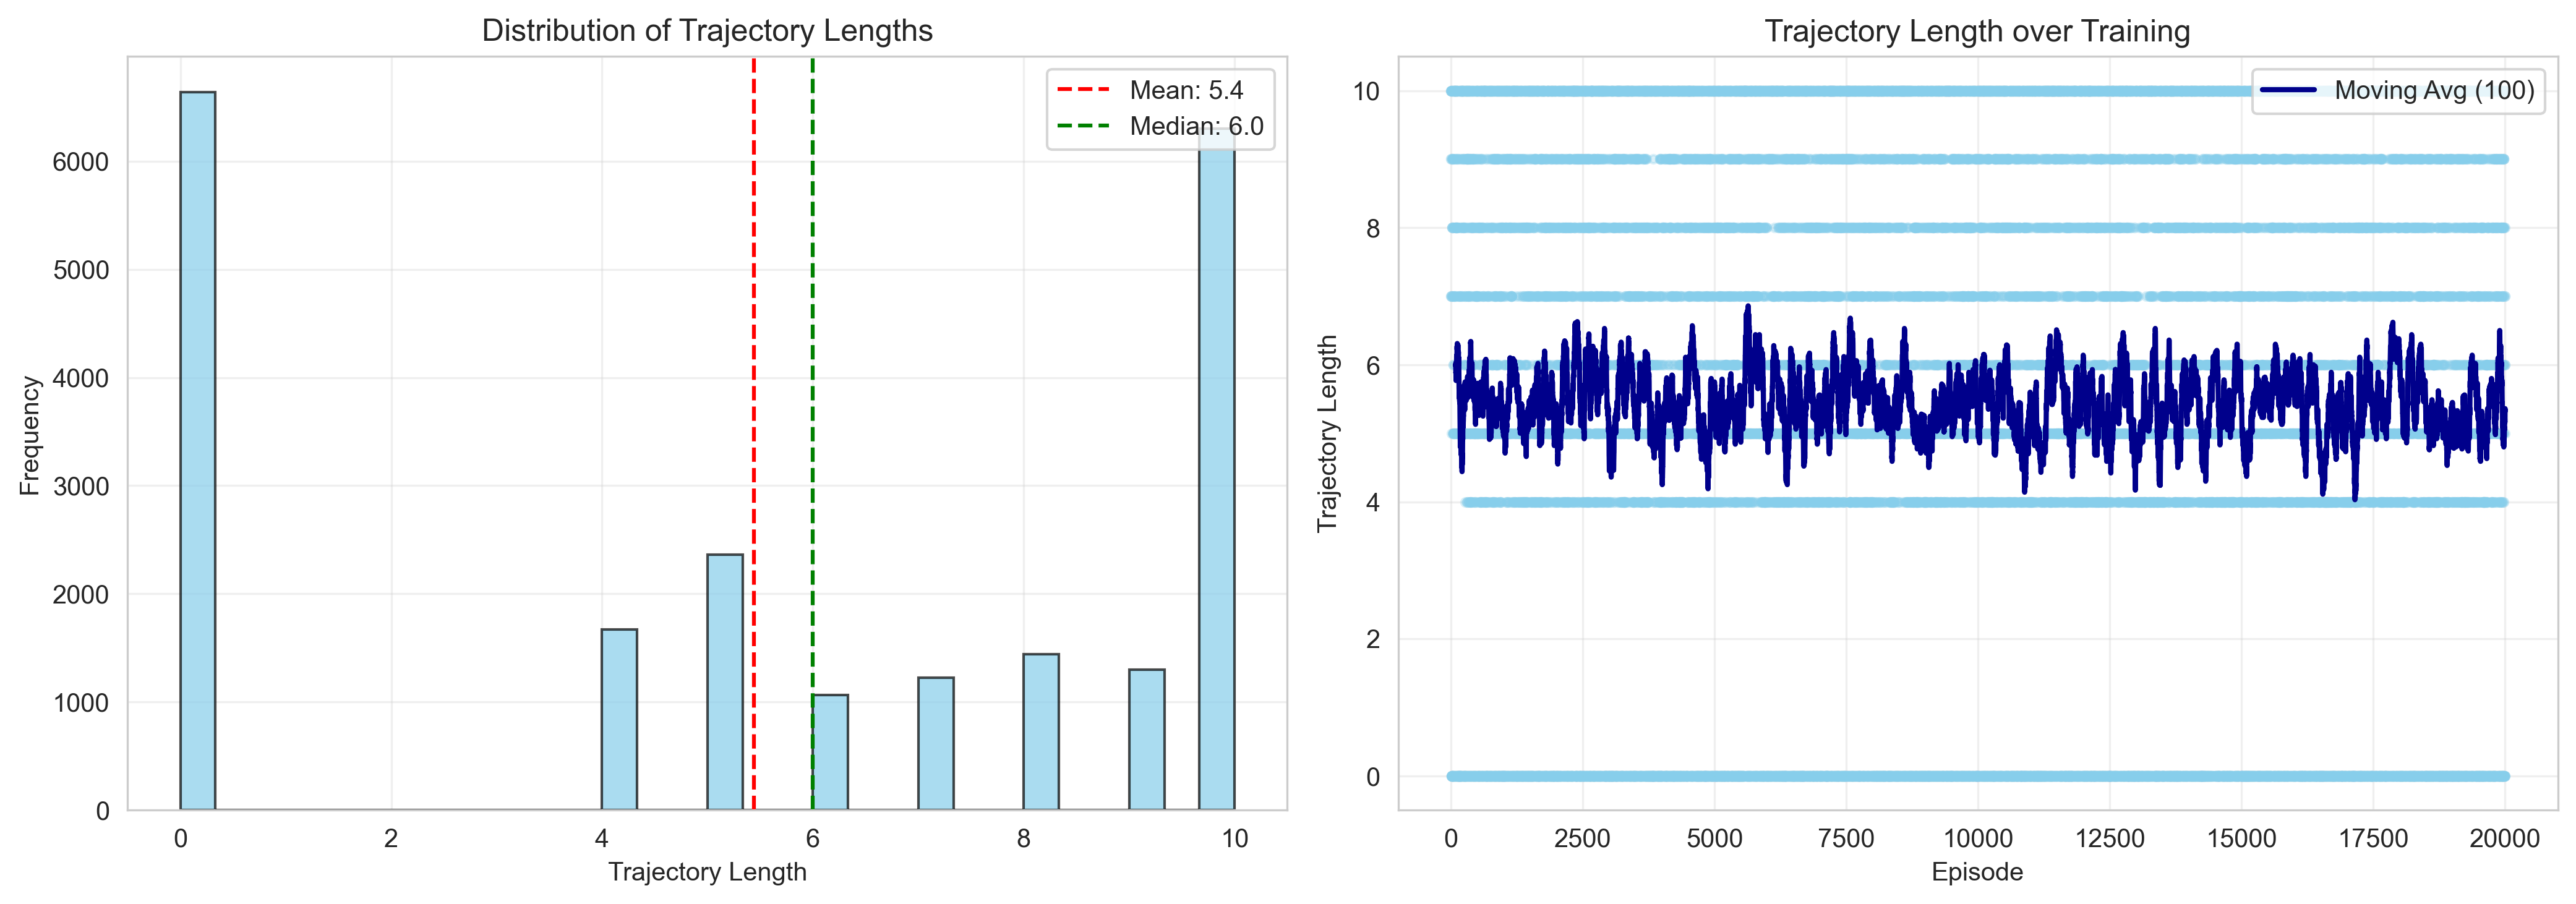 Distribution of Trajectory Lengths
Mean: 5.4
Median: 6.0
Frequency
6000
5000
4000
3000
2000
1000
0
0 2 4 6 8 10
Trajectory Length
Trajectory Length over Training
Moving Avg (100)
Trajectory Length
10
8
6
4
2
0
0 2500 5000 7500 10000 12500 15000 17500 20000
Episode